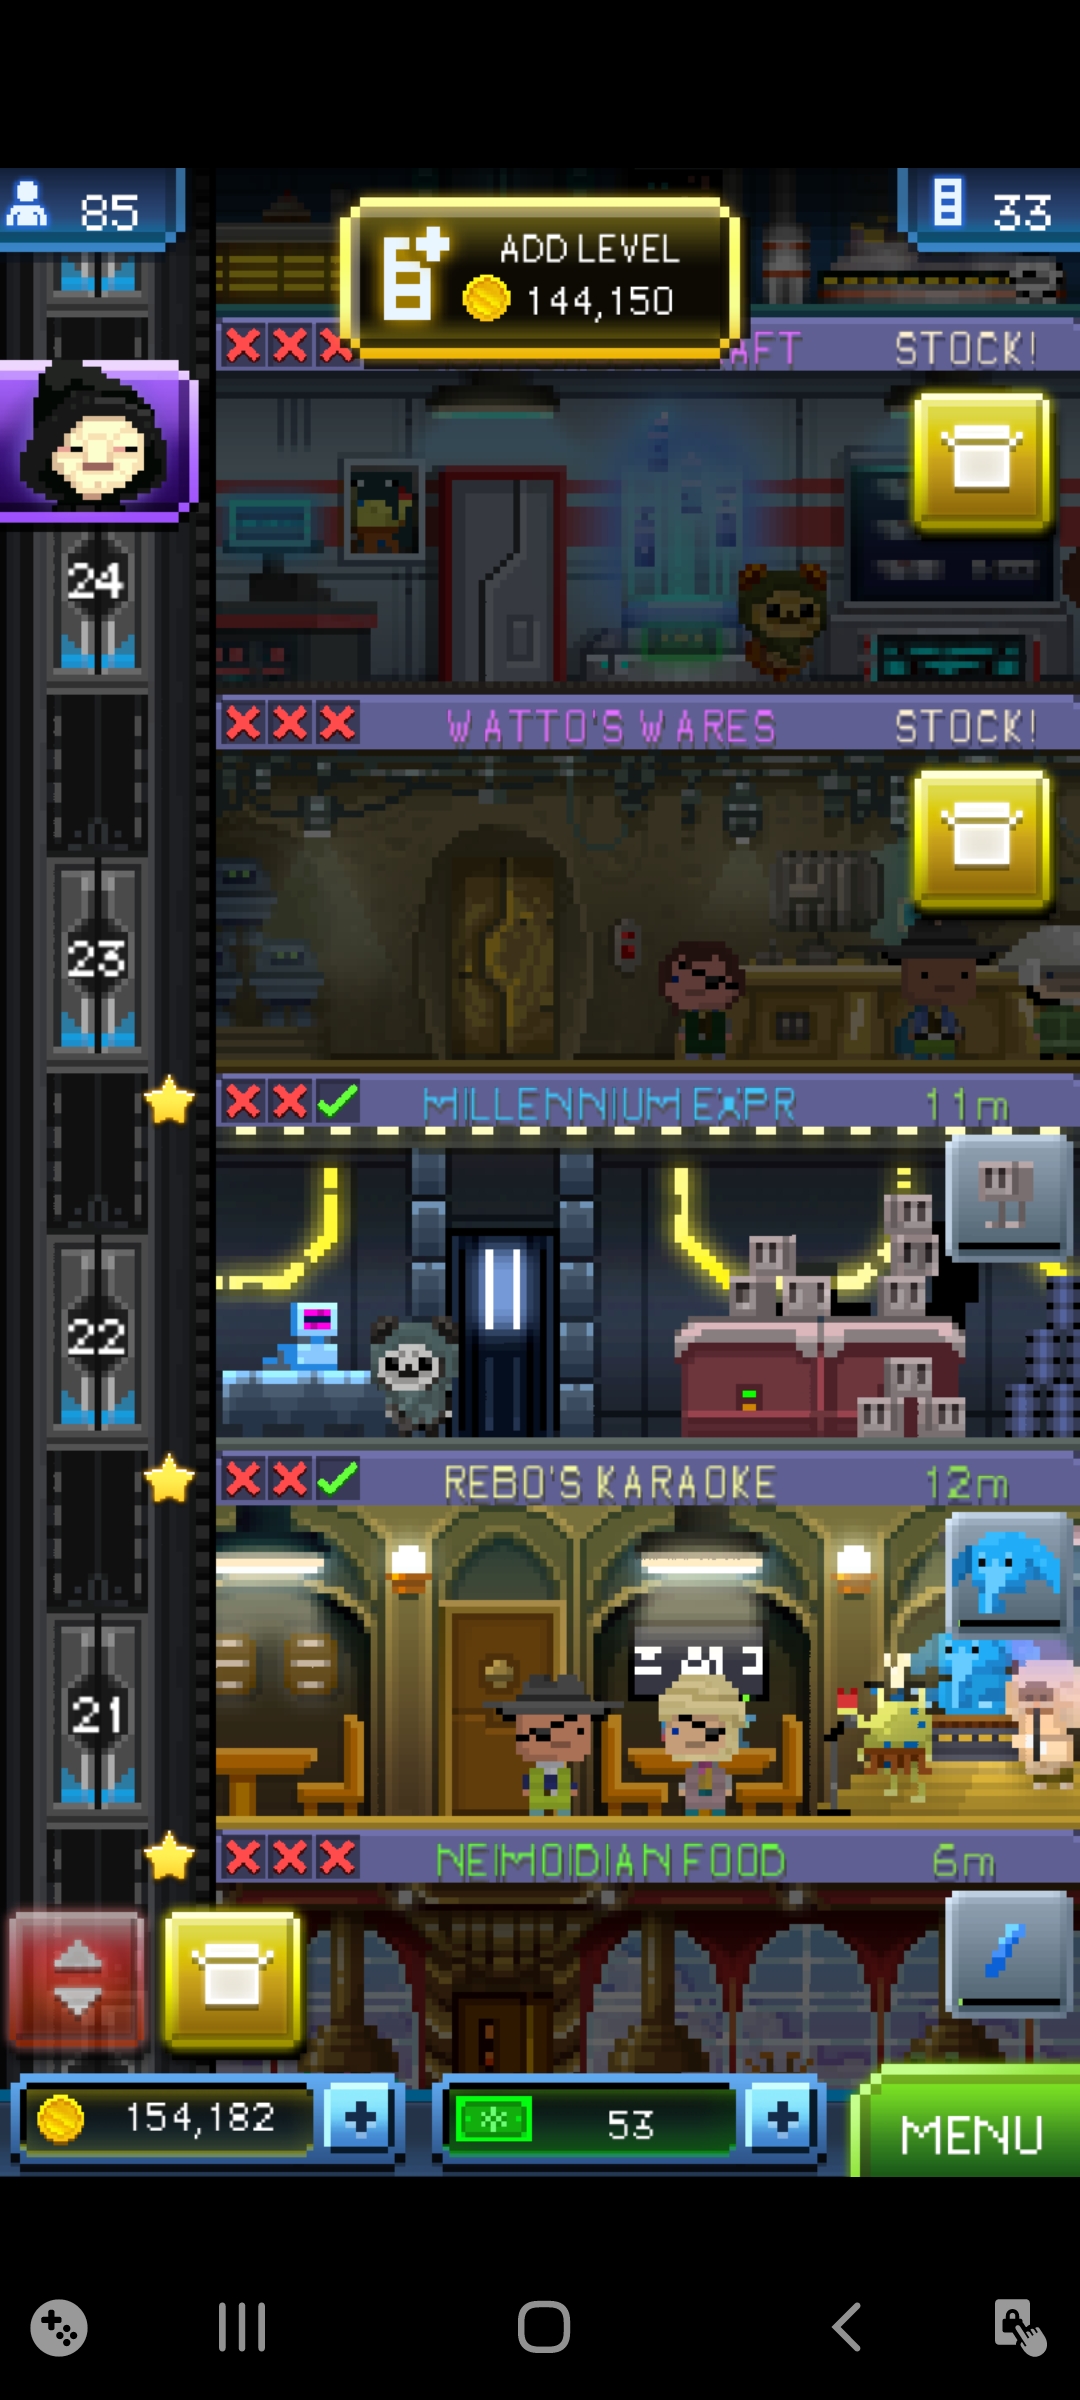 85
ADD LEVEL
144,150
33
AFT
STOCK!
24
WATTO'S WARES
STOCK!
23
MILLENNIUM EXPR
11m
22
REBO'S KARAOKE
12m
21
NEIMOIDIAN FOOD
6m
154,182
53
MENU